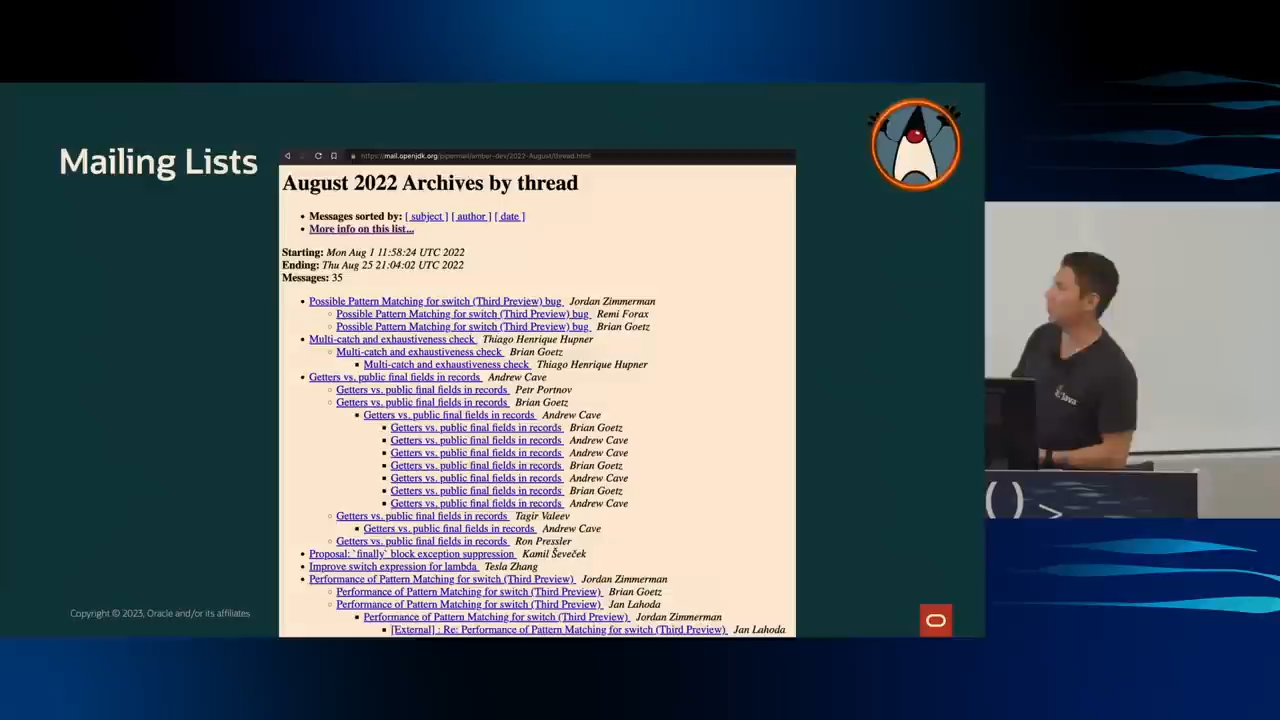 Mailing Lists
https://mail.openjdk.org/pipermail/amber-dev/2022-August/thread.html
August 2022 Archives by thread
• Messages sorted by: [ subject ] [ author ] [ date ]
• More info on this list...
Starting: Mon Aug 1 11:58:24 UTC 2022
Ending: Thu Aug 25 21:04:02 UTC 2022
Messages: 35
• Possible Pattern Matching for switch (Third Preview) bug Jordan Zimmerman
○ Possible Pattern Matching for switch (Third Preview) bug Remi Forax
○ Possible Pattern Matching for switch (Third Preview) bug Brian Goetz
• Multi-catch and exhaustiveness check Thiago Henrique Hupner
○ Multi-catch and exhaustiveness check Brian Goetz
▪ Multi-catch and exhaustiveness check Thiago Henrique Hupner
• Getters vs. public final fields in records Andrew Cave
○ Getters vs. public final fields in records Petr Portnov
○ Getters vs. public final fields in records Brian Goetz
▪ Getters vs. public final fields in records Andrew Cave
▪ Getters vs. public final fields in records Brian Goetz
▪ Getters vs. public final fields in records Andrew Cave
▪ Getters vs. public final fields in records Andrew Cave
▪ Getters vs. public final fields in records Brian Goetz
▪ Getters vs. public final fields in records Andrew Cave
▪ Getters vs. public final fields in records Brian Goetz
▪ Getters vs. public final fields in records Andrew Cave
○ Getters vs. public final fields in records Tagir Valeev
▪ Getters vs. public final fields in records Andrew Cave
○ Getters vs. public final fields in records Ron Pressler
• Proposal: `finally` block exception suppression Kamil Ševeček
• Improve switch expression for lambda Tesla Zhang
• Performance of Pattern Matching for switch (Third Preview) Jordan Zimmerman
○ Performance of Pattern Matching for switch (Third Preview) Brian Goetz
○ Performance of Pattern Matching for switch (Third Preview) Jan Lahoda
▪ Performance of Pattern Matching for switch (Third Preview) Jordan Zimmerman
▪ [External] : Re: Performance of Pattern Matching for switch (Third Preview) Jan Lahoda
Copyright © 2023, Oracle and/or its affiliates
Java
() >